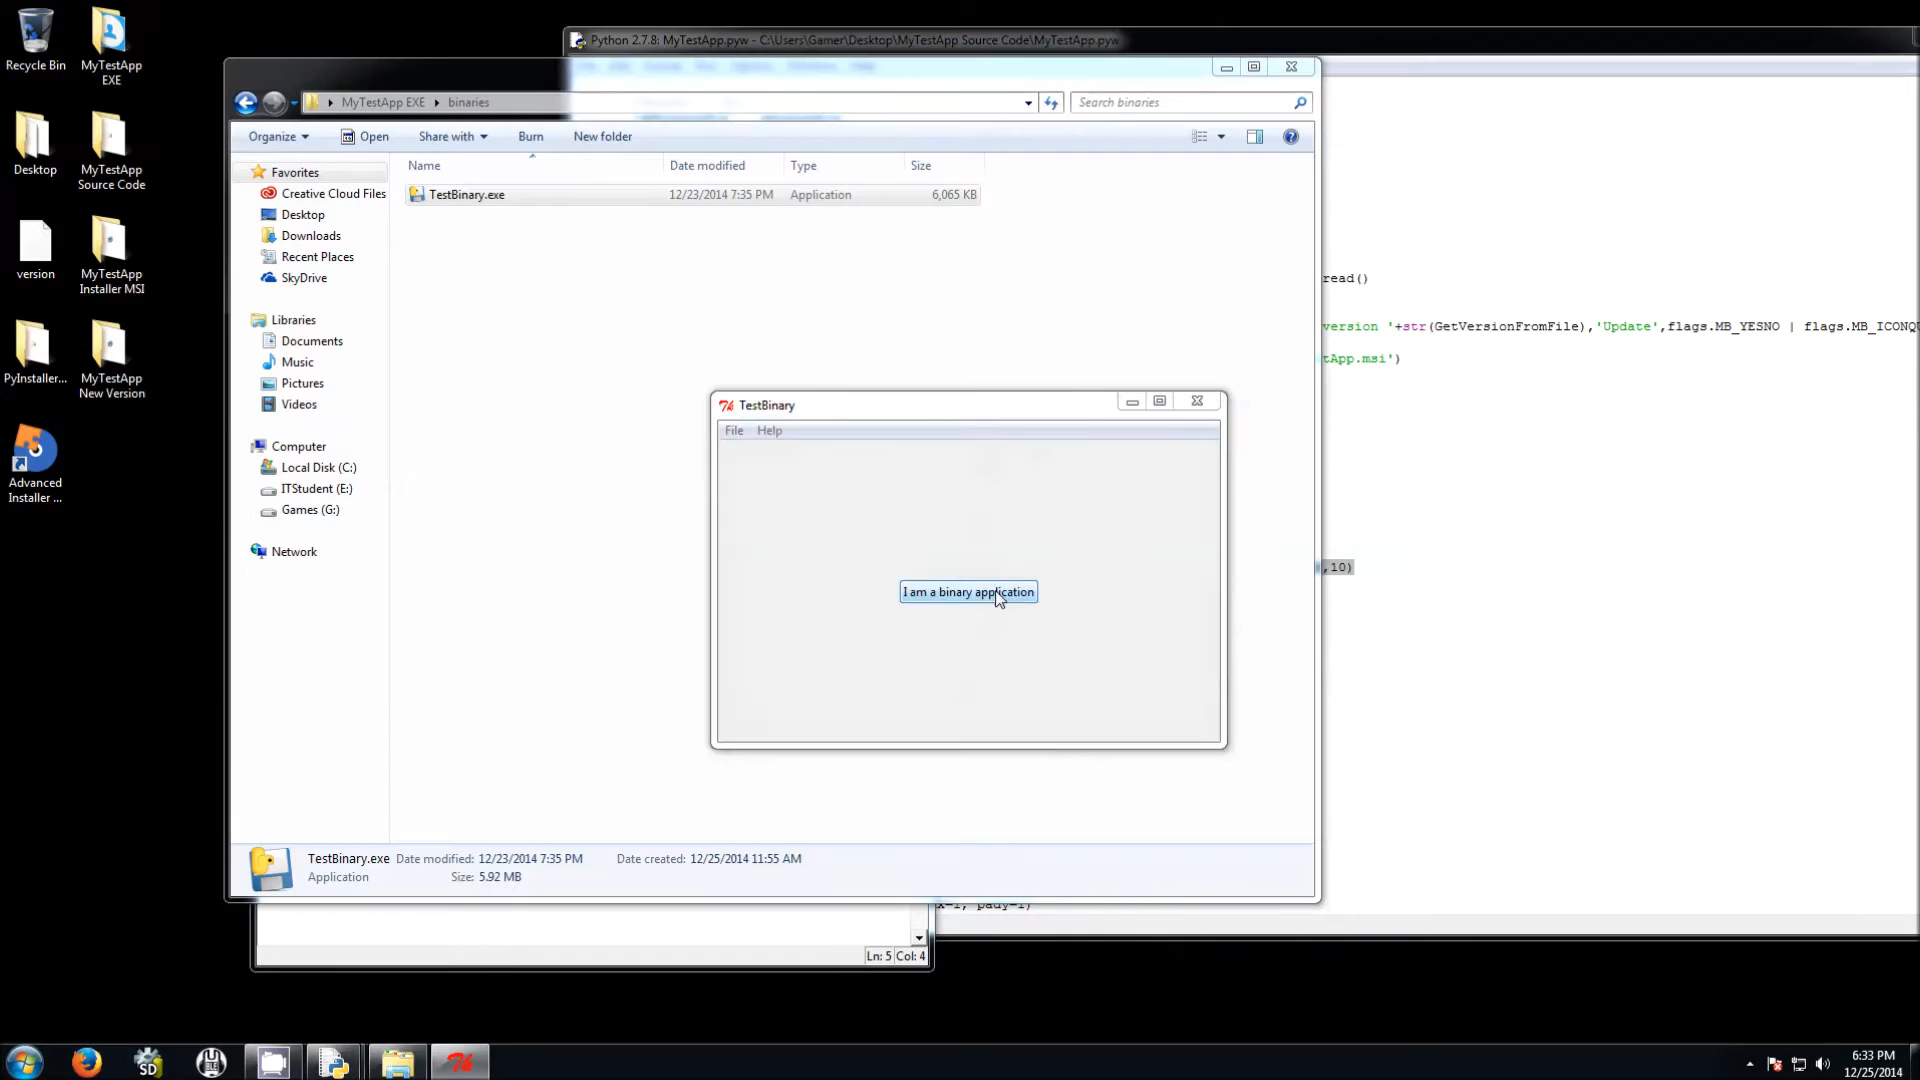 Recycle Bin
MyTestApp EXE
Desktop
MyTestApp Source Code
version
MyTestApp Installer MSI
PyInstaller...
MyTestApp New Version
Advanced Installer ...
Python 2.7.8: MyTestApp.pyw - C:\Users\Gamer\Desktop\MyTestApp Source Code\MyTestApp.pyw
MyTestApp EXE binaries
Search binaries
Organize Open Share with Burn New folder
Name Date modified Type Size
TestBinary.exe 12/23/2014 7:35 PM Application 6,065 KB
Favorites
Creative Cloud Files
Desktop
Downloads
Recent Places
SkyDrive
Libraries
Documents
Music
Pictures
Videos
Computer
Local Disk (C:)
ITStudent (E:)
Games (G:)
Network
read()
version '+str(GetVersionFromFile),'Update',flags.MB_YESNO | flags.MB_ICONQU
tApp.msi')
,10)
TestBinary
File Help
I am a binary application
TestBinary.exe Date modified: 12/23/2014 7:35 PM Date created: 12/25/2014 11:55 AM
Application Size: 5.92 MB
x=1, pady=1)
Ln: 5 Col: 4
SD
UBLE
6:33 PM
12/25/2014